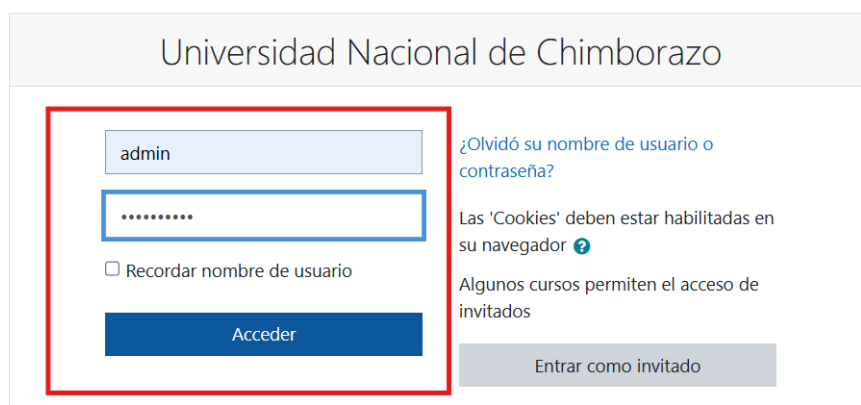 Universidad Nacional de Chimborazo
admin
••••••••••
Recordar nombre de usuario
Acceder
¿Olvidó su nombre de usuario o
contraseña?
Las 'Cookies' deben estar habilitadas en
su navegador ?
Algunos cursos permiten el acceso de
invitados
Entrar como invitado